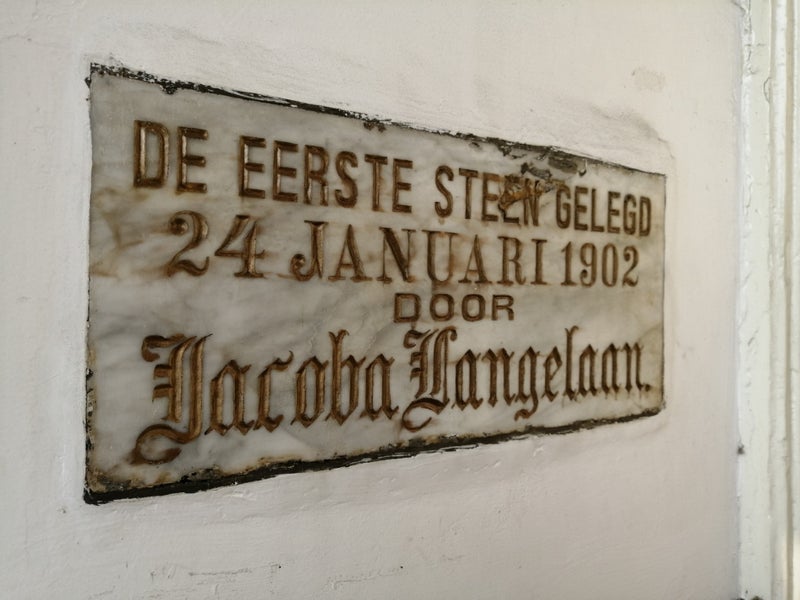 DE EERSTE STEEN GELEGD
24 JANUARI 1902
DOOR
Jacoba Langelaan.